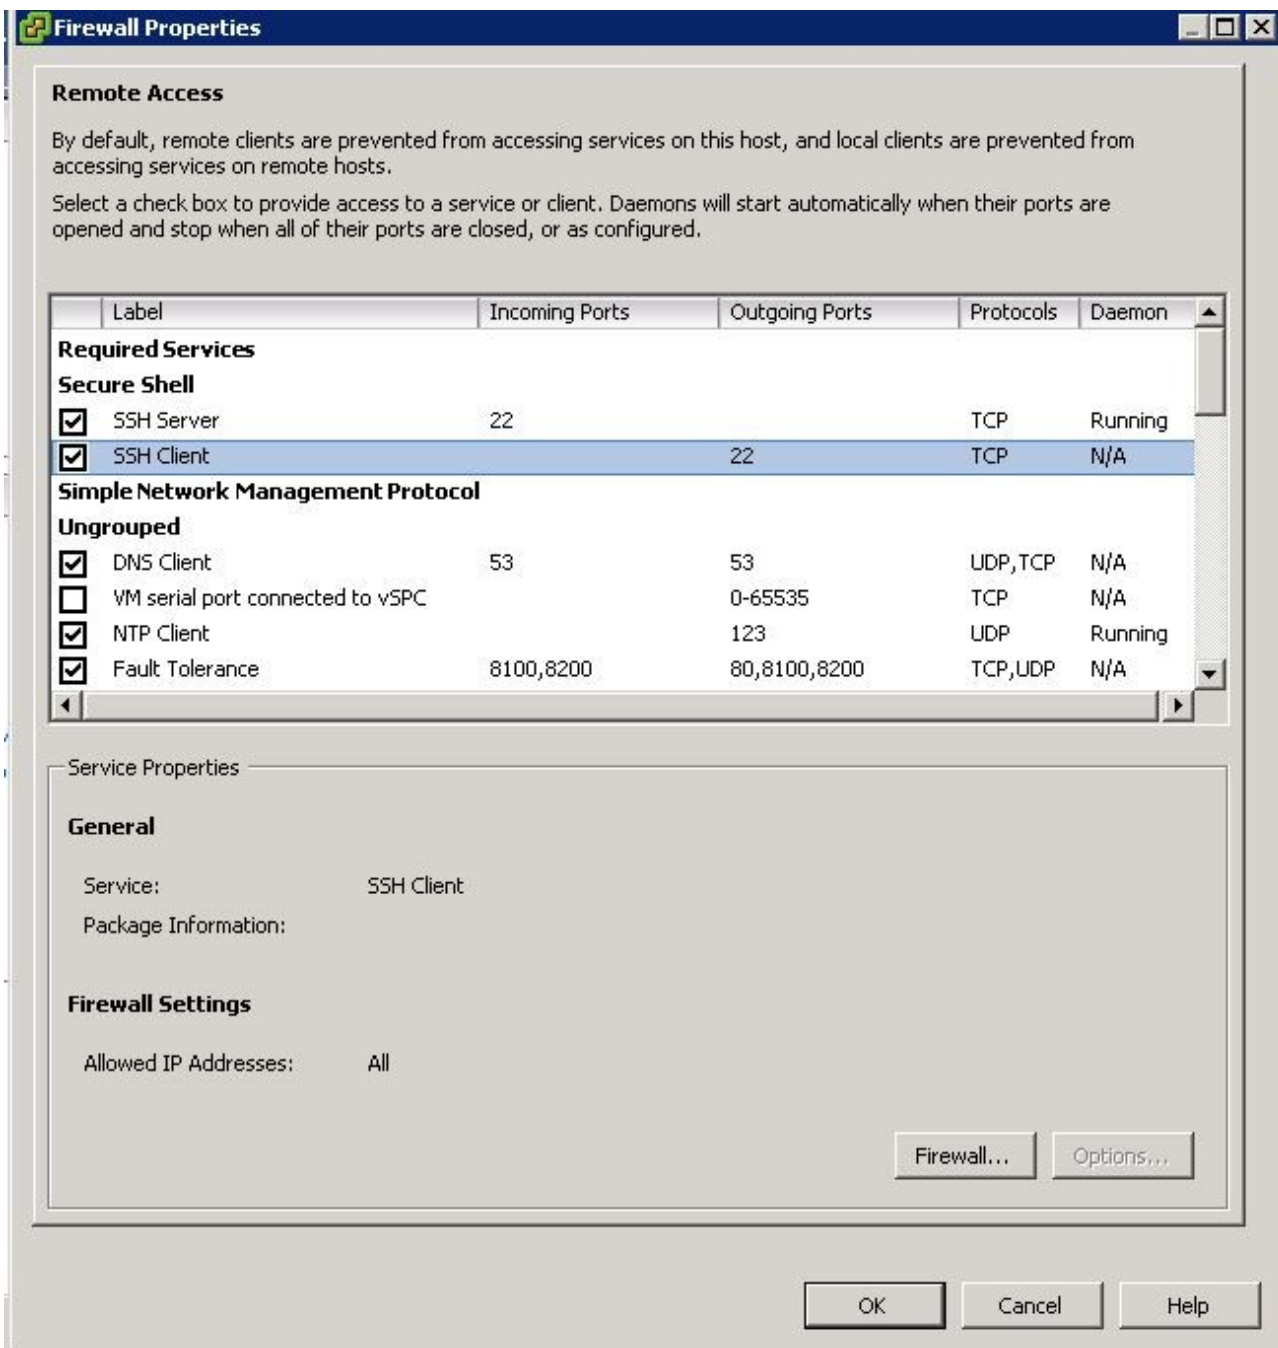 Firewall Properties
Remote Access
By default, remote clients are prevented from accessing services on this host, and local clients are prevented from
accessing services on remote hosts.
Select a check box to provide access to a service or client. Daemons will start automatically when their ports are
opened and stop when all of their ports are closed, or as configured.
Label Incoming Ports Outgoing Ports Protocols Daemon
Required Services
Secure Shell
SSH Server 22 TCP Running
SSH Client 22 TCP N/A
Simple Network Management Protocol
Ungrouped
DNS Client 53 53 UDP,TCP N/A
VM serial port connected to vSPC 0-65535 TCP N/A
NTP Client 123 UDP Running
Fault Tolerance 8100,8200 80,8100,8200 TCP,UDP N/A
Service Properties
General
Service: SSH Client
Package Information:
Firewall Settings
Allowed IP Addresses: All
Firewall... Options...
OK Cancel Help